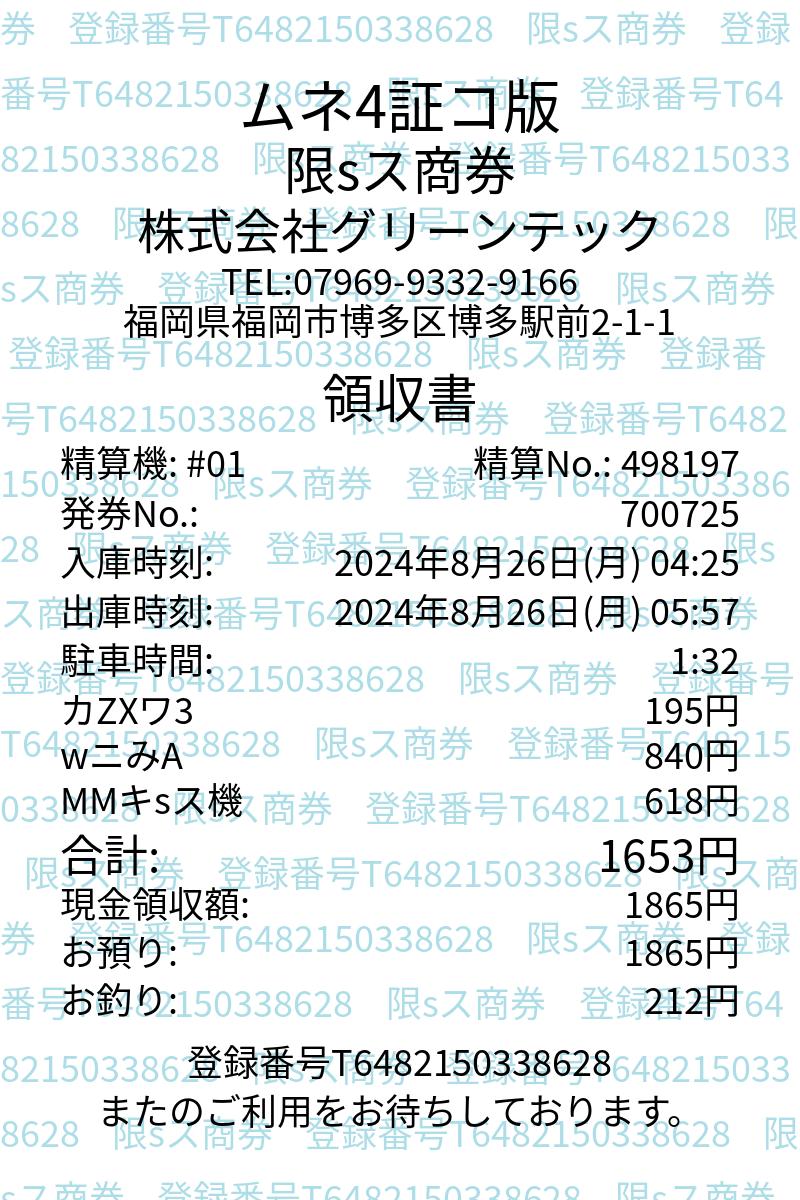 ムネ4証コ版
限sス商券
株式会社グリーンテック
TEL:07969-9332-9166
福岡県福岡市博多区博多駅前2-1-1
領収書
精算機: #01 精算No.: 498197
発券No.: 700725
入庫時刻: 2024年8月26日(月) 04:25
出庫時刻: 2024年8月26日(月) 05:57
駐車時間: 1:32
カZXワ3 195円
wニみA 840円
MMキsス機 618円
合計: 1653円
現金領収額: 1865円
お預り: 1865円
お釣り: 212円
登録番号T6482150338628
またのご利用をお待ちしております。